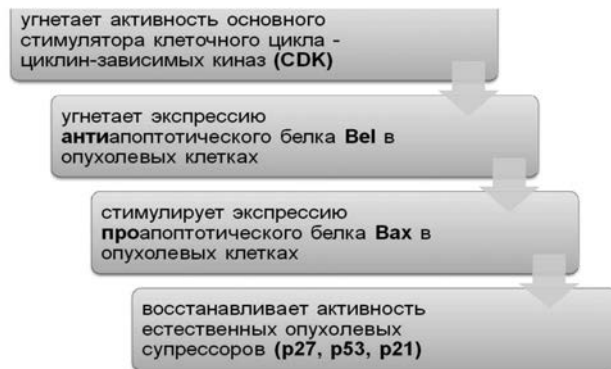 угнетает активность основного
стимулятора клеточного цикла -
циклин-зависимых киназ (CDK)
угнетает экспрессию
антиапоптотического белка Bel в
опухолевых клетках
стимулирует экспрессию
проапоптотического белка Bax в
опухолевых клетках
восстанавливает активность
естественных опухолевых
супрессоров (p27, p53, p21)